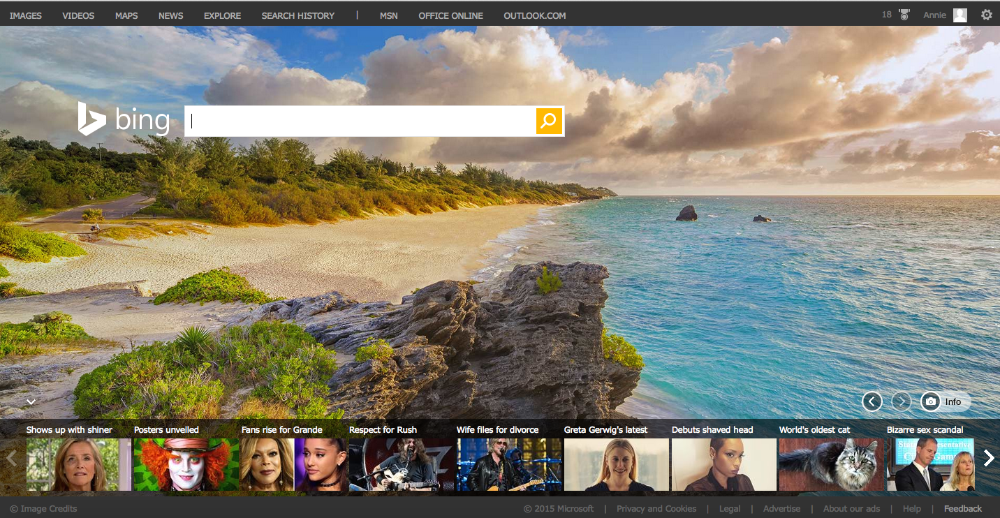 IMAGES VIDEOS MAPS NEWS EXPLORE SEARCH HISTORY | MSN OFFICE ONLINE OUTLOOK.COM 18 Annie
bing
Info
Shows up with shiner Posters unveiled Fans rise for Grande Respect for Rush Wife files for divorce Greta Gerwig's latest Debuts shaved head World's oldest cat Bizarre sex scandal
© Image Credits © 2015 Microsoft | Privacy and Cookies | Legal | Advertise | About our ads | Help | Feedback